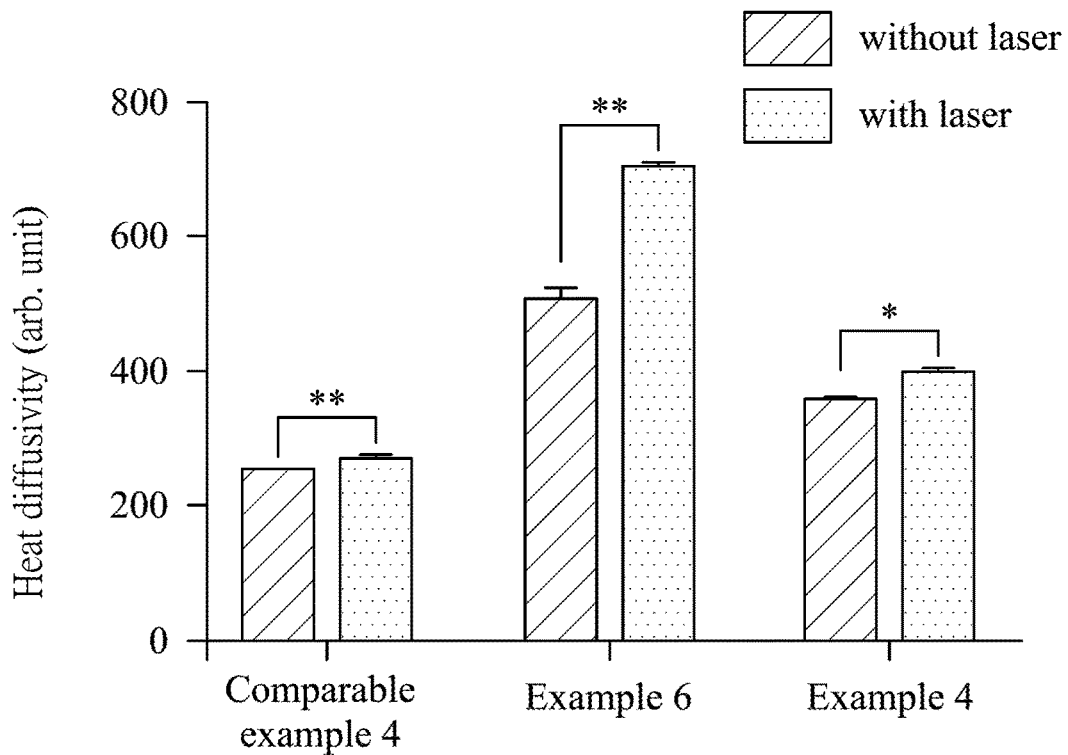 without laser
with laser
Heat diffusivity (arb. unit)
800
600
400
200
0
**
**
*
Comparable
example 4
Example 6
Example 4